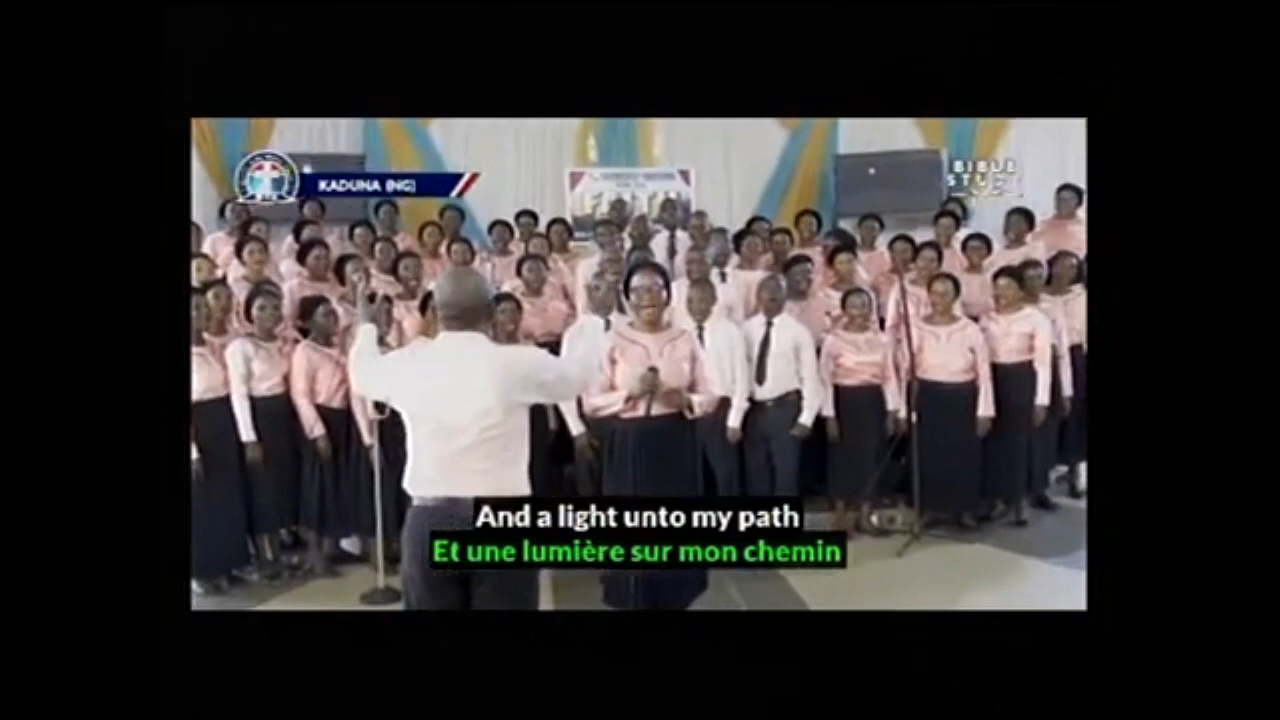 KADUNA (NG)
BIBLE
STUDY
And a light unto my path
Et une lumière sur mon chemin